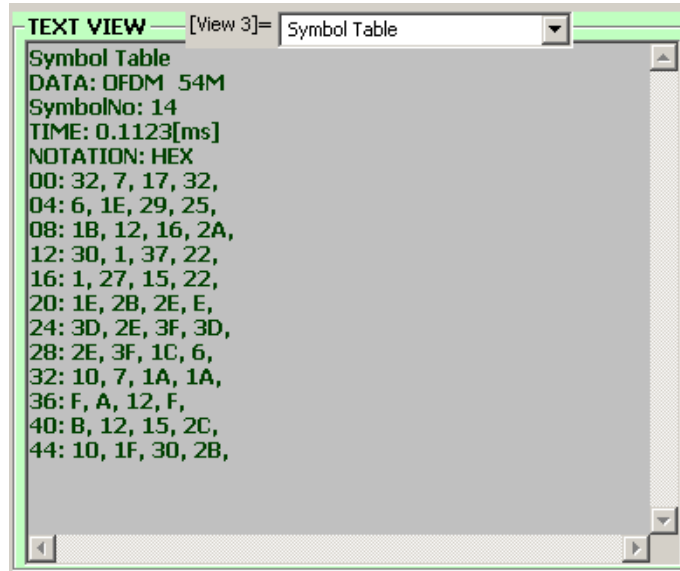 TEXT VIEW [View 3]= Symbol Table
Symbol Table
DATA: OFDM 54M
SymbolNo: 14
TIME: 0.1123[ms]
NOTATION: HEX
00: 32, 7, 17, 32,
04: 6, 1E, 29, 25,
08: 1B, 12, 16, 2A,
12: 30, 1, 37, 22,
16: 1, 27, 15, 22,
20: 1E, 2B, 2E, E,
24: 3D, 2E, 3F, 3D,
28: 2E, 3F, 1C, 6,
32: 10, 7, 1A, 1A,
36: F, A, 12, F,
40: B, 12, 15, 2C,
44: 10, 1F, 30, 2B,